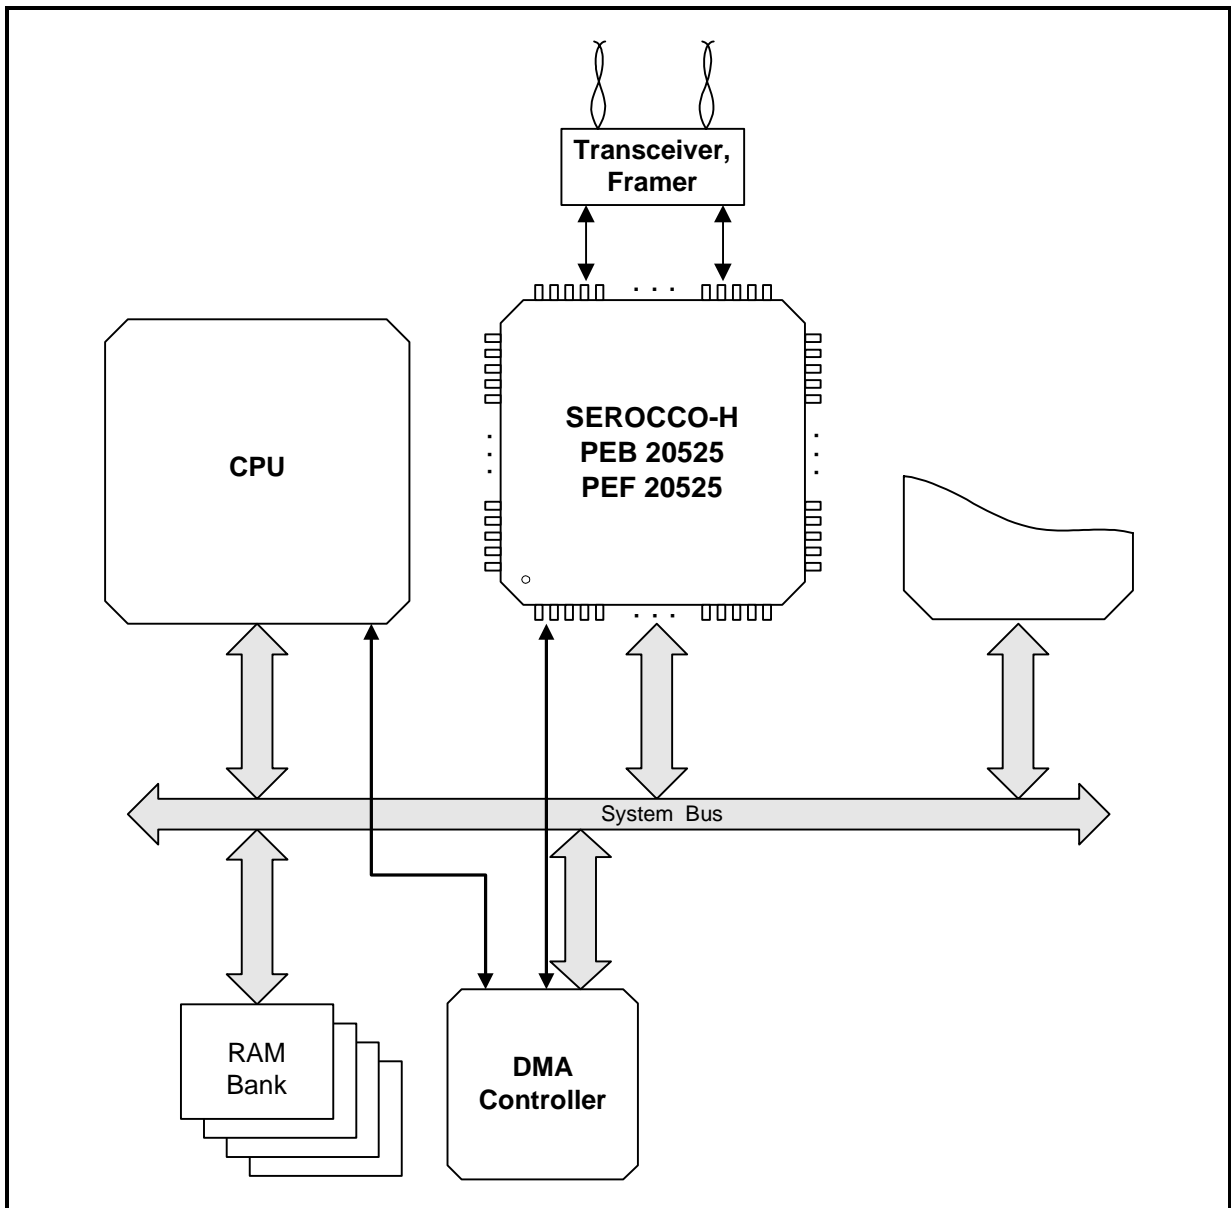 Transceiver,
Framer
SEROCCO-H
PEB 20525
PEF 20525
CPU
System Bus
RAM
Bank
DMA
Controller